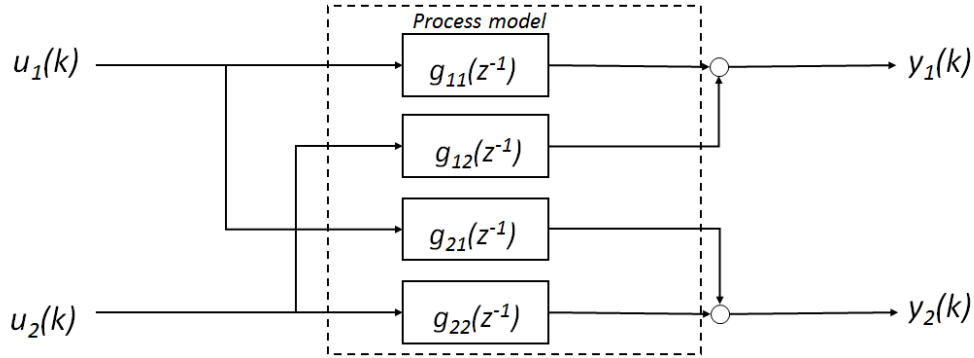 Process model
u₁(k)
g₁₁(z⁻¹)
y₁(k)
g₁₂(z⁻¹)
g₂₁(z⁻¹)
u₂(k)
g₂₂(z⁻¹)
y₂(k)